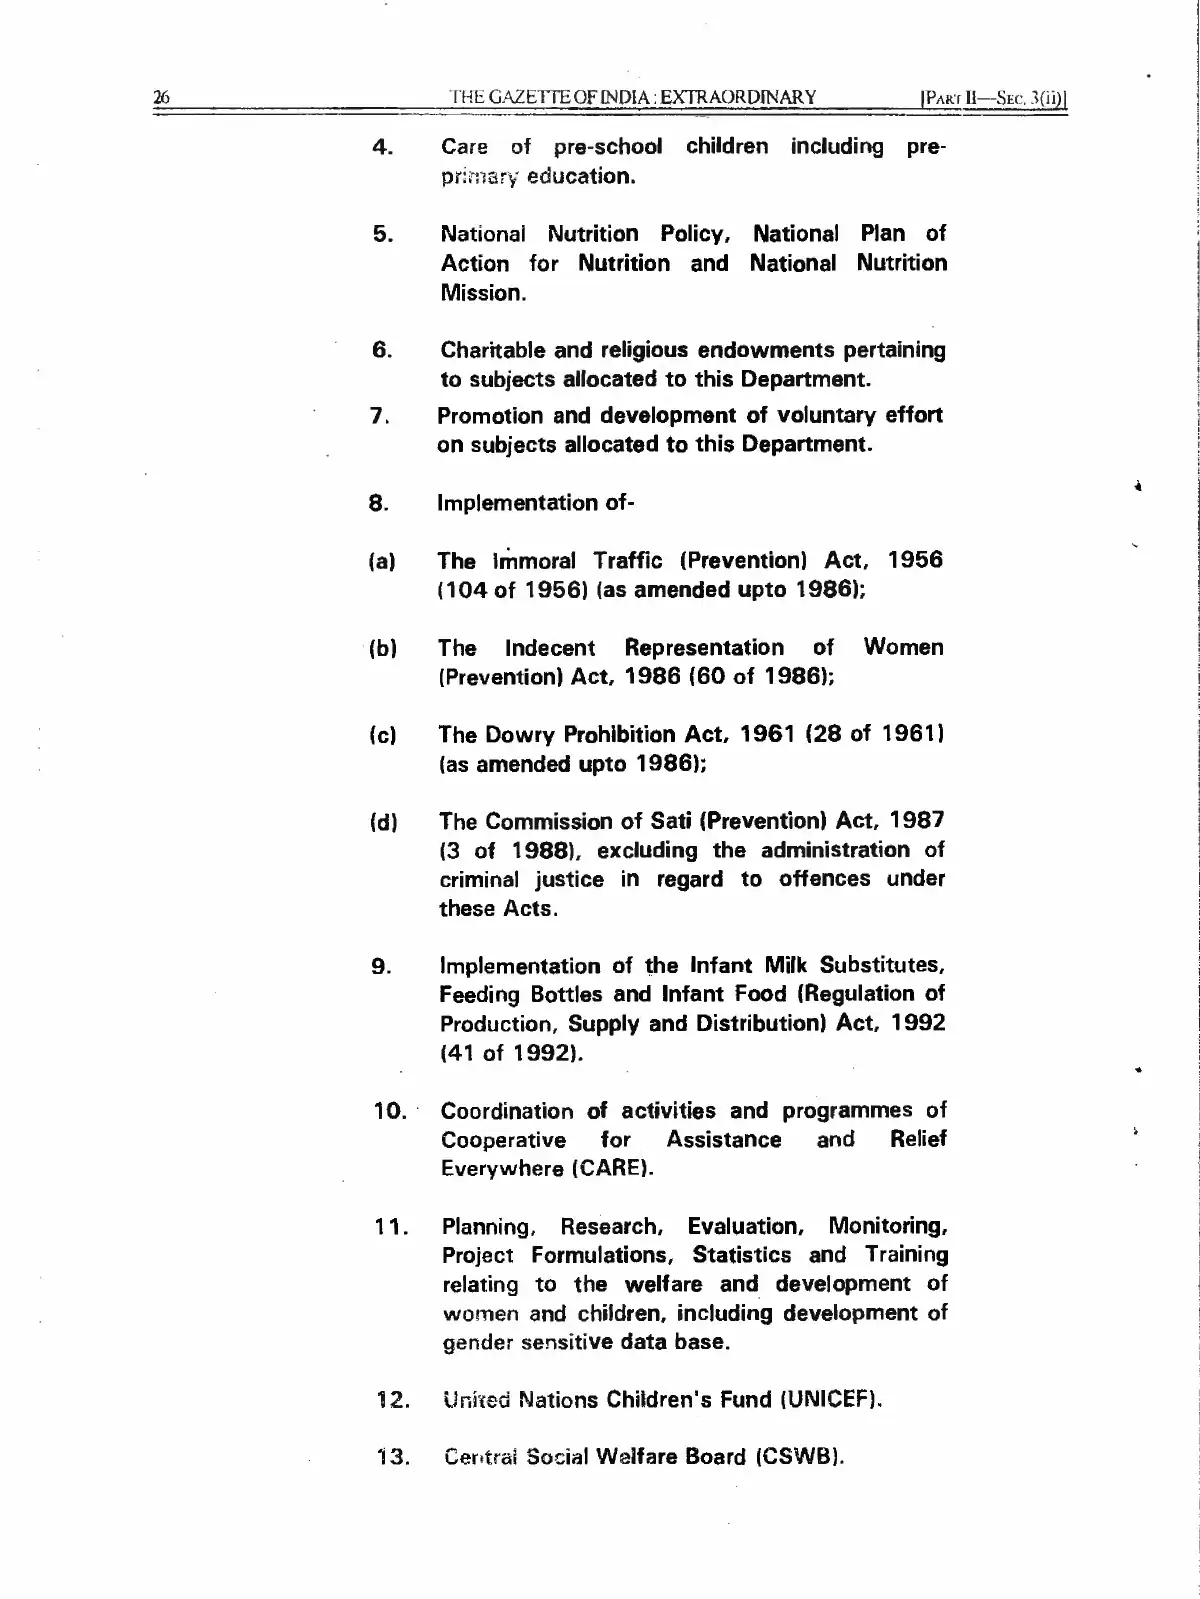 26 THE GAZETTE OF INDIA : EXTRAORDINARY [PART II—SEC. 3(ii)]
4. Care of pre-school children including pre-
primary education.
5. National Nutrition Policy, National Plan of
Action for Nutrition and National Nutrition
Mission.
6. Charitable and religious endowments pertaining
to subjects allocated to this Department.
7. Promotion and development of voluntary effort
on subjects allocated to this Department.
8. Implementation of-
(a) The Immoral Traffic (Prevention) Act, 1956
(104 of 1956) (as amended upto 1986);
(b) The Indecent Representation of Women
(Prevention) Act, 1986 (60 of 1986);
(c) The Dowry Prohibition Act, 1961 (28 of 1961)
(as amended upto 1986);
(d) The Commission of Sati (Prevention) Act, 1987
(3 of 1988), excluding the administration of
criminal justice in regard to offences under
these Acts.
9. Implementation of the Infant Milk Substitutes,
Feeding Bottles and Infant Food (Regulation of
Production, Supply and Distribution) Act, 1992
(41 of 1992).
10. Coordination of activities and programmes of
Cooperative for Assistance and Relief
Everywhere (CARE).
11. Planning, Research, Evaluation, Monitoring,
Project Formulations, Statistics and Training
relating to the welfare and development of
women and children, including development of
gender sensitive data base.
12. United Nations Children's Fund (UNICEF).
13. Central Social Welfare Board (CSWB).